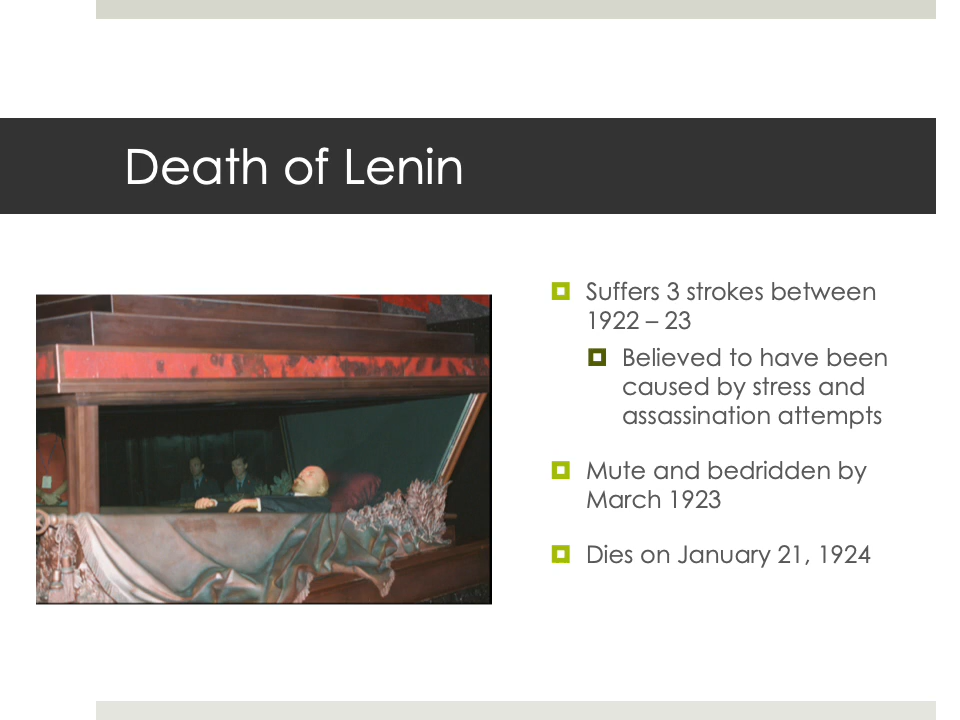 Death of Lenin
Suffers 3 strokes between
1922 – 23
Believed to have been
caused by stress and
assassination attempts
Mute and bedridden by
March 1923
Dies on January 21, 1924